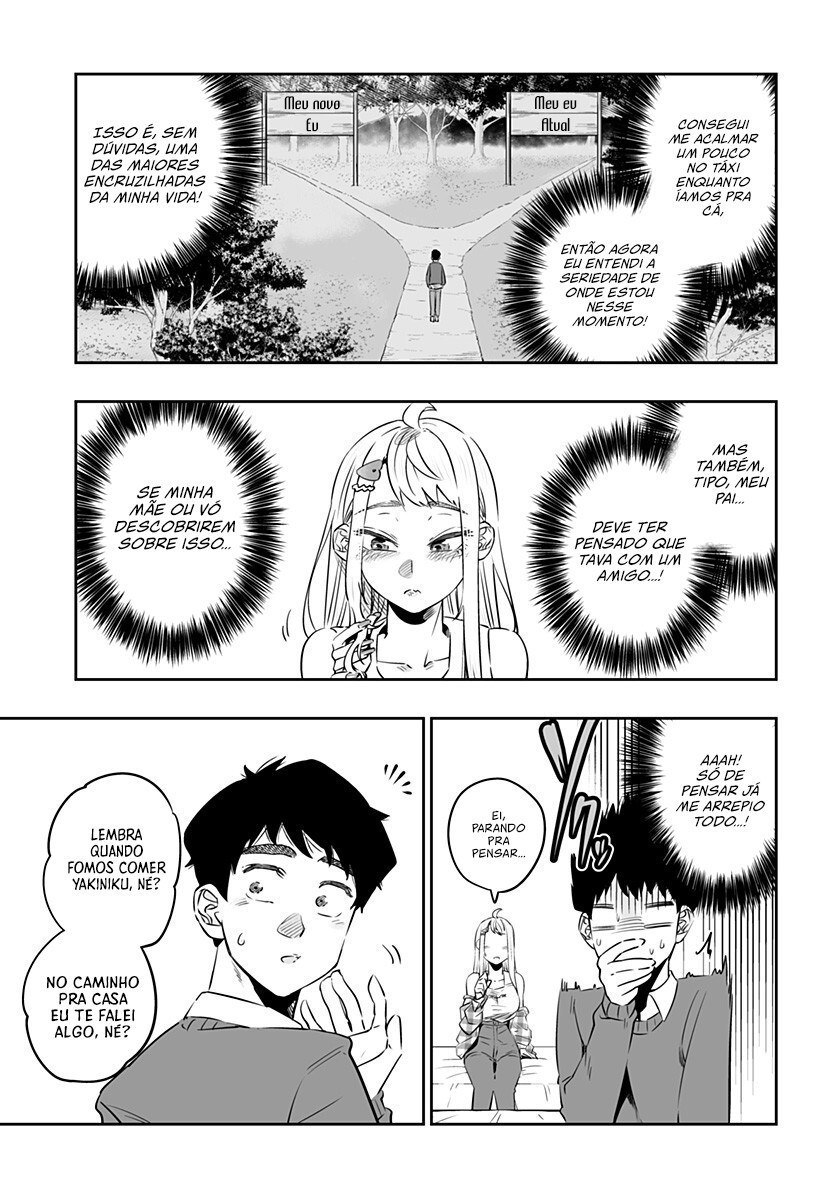 CONSEGUI
ME ACALMAR
UM POUCO
NO TÁXI
ENQUANTO
ÍAMOS PRA
CÁ,
ENTÃO AGORA
EU ENTENDI A
SERIEDADE DE
ONDE ESTOU
NESSE
MOMENTO!
Meu eu
Atual
Meu novo
Eu
ISSO É, SEM
DÚVIDAS, UMA
DAS MAIORES
ENCRUZILHADAS
DA MINHA VIDA!
MAS
TAMBÉM,
TIPO, MEU
PAI...
DEVE TER
PENSADO QUE
TAVA COM UM
AMIGO...!
SE MINHA
MÃE OU VÓ
DESCOBRIREM
SOBRE ISSO...
AAAH!
SÓ DE
PENSAR JÁ
ME ARREPIO
TODO...!
EI,
PARANDO
PRA
PENSAR...
LEMBRA
QUANDO
FOMOS COMER
YAKINIKU, NÉ?
NO CAMINHO
PRA CASA
EU TE FALEI
ALGO, NÉ?